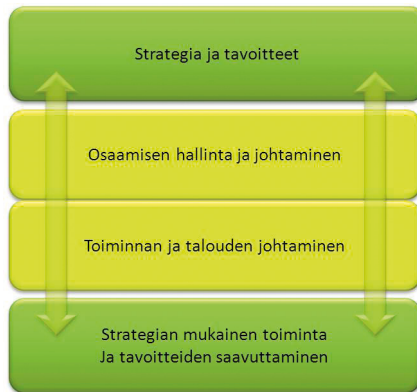 Strategia ja tavoitteet
Osaamisen hallinta ja johtaminen
Toiminnan ja talouden johtaminen
Strategian mukainen toiminta
Ja tavoitteiden saavuttaminen